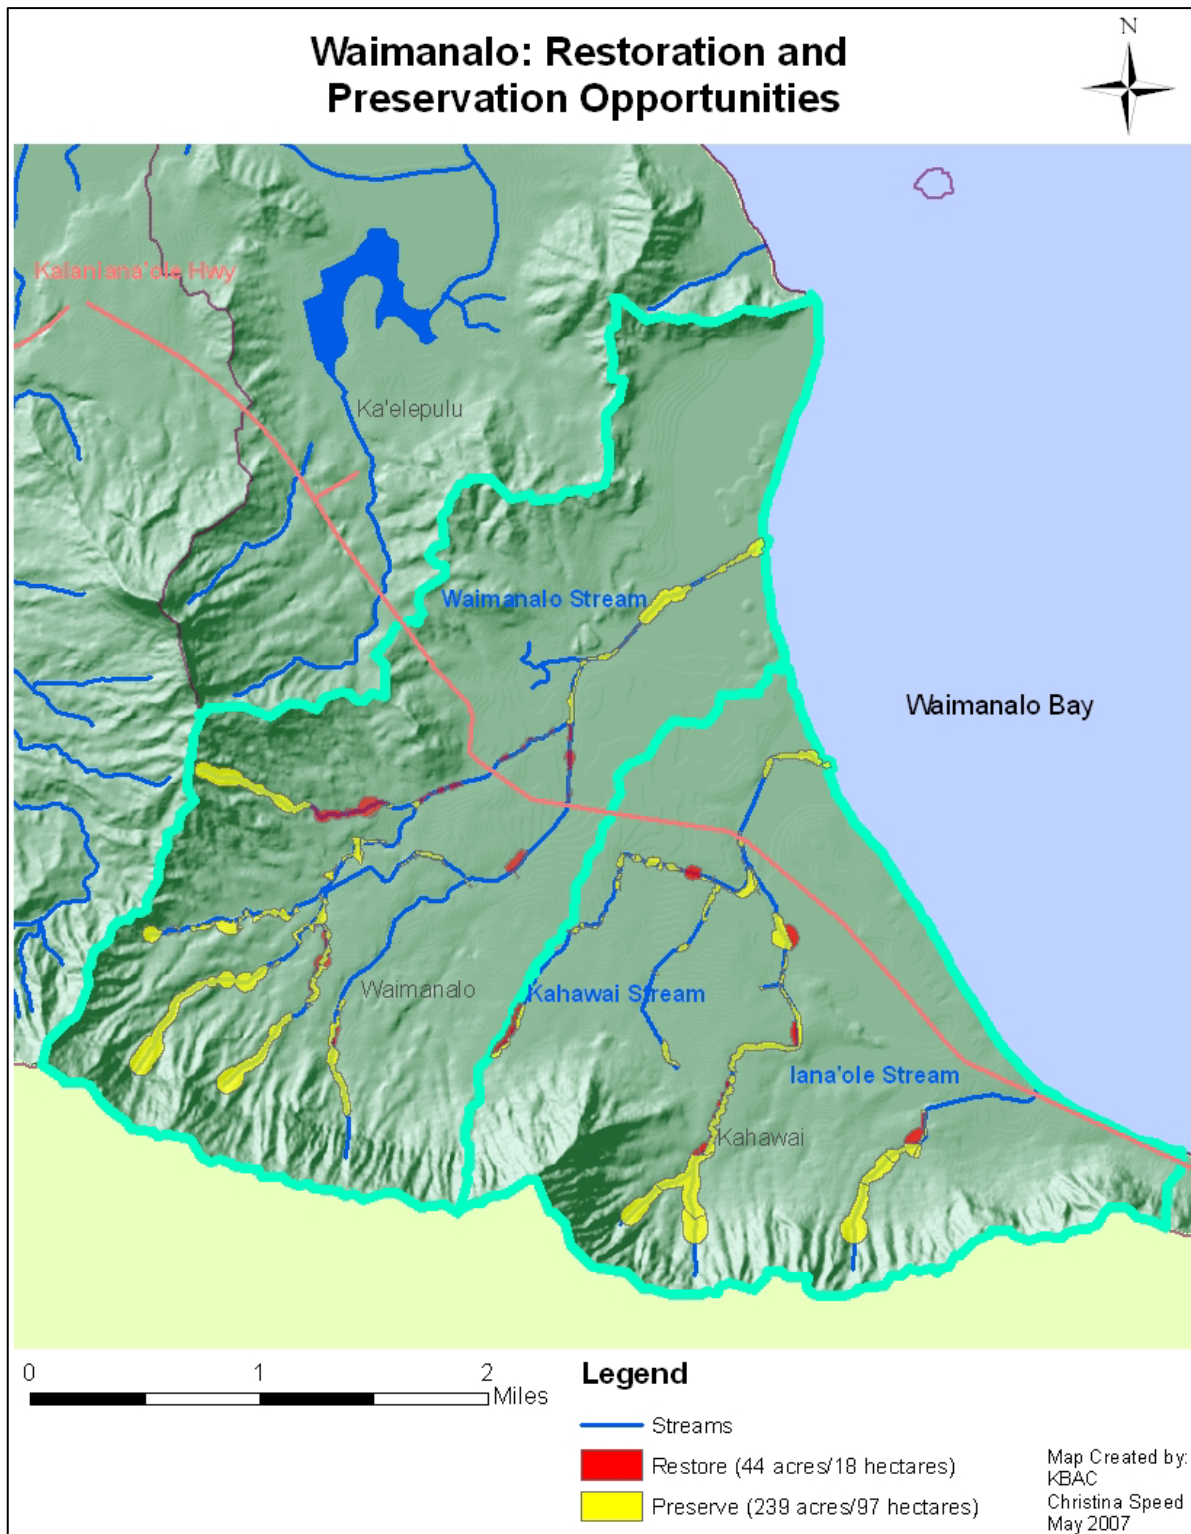 Waimanalo: Restoration and
Preservation Opportunities
N
Kalaniana'ole Hwy
Ka'elepulu
Waimanalo Stream
Waimanalo Bay
Waimanalo
Kahawai Stream
Iana'ole Stream
Kahawai
0 1 2
Miles
Legend
Streams
Restore (44 acres/18 hectares)
Preserve (239 acres/97 hectares)
Map Created by:
KBAC
Christina Speed
May 2007